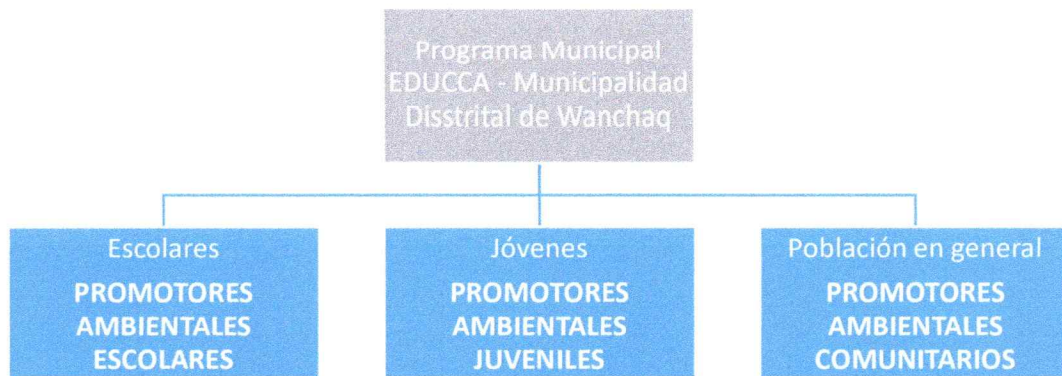 Programa Municipal
EDUCCA - Municipalidad
Disstrital de Wanchaq
Escolares
PROMOTORES
AMBIENTALES
ESCOLARES
Jóvenes
PROMOTORES
AMBIENTALES
JUVENILES
Población en general
PROMOTORES
AMBIENTALES
COMUNITARIOS